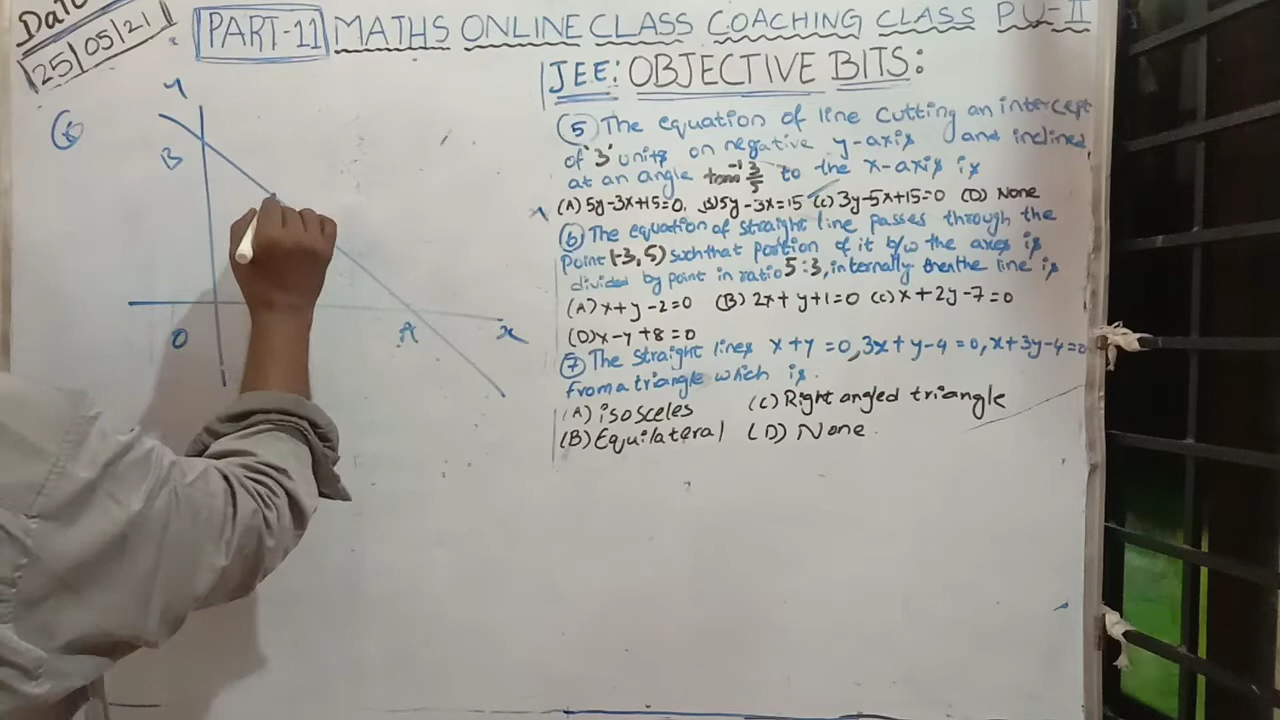 Date
25/05/21
PART-11 MATHS ONLINE CLASS COACHING CLASS P.U-II
JEE: OBJECTIVE BITS:
(5) The equation of line cutting an intercept
of '3' units on negative y-axis and inclined
at an angle tan⁻¹ 3/5 to the x-axis is
(A) 5y-3x+15=0. (B) 5y-3x=15 (C) 3y-5x+15=0 (D) None
(6) The equation of straight line passes through the
point (-3, 5) such that portion of it b/w the axes is
divided by point in ratio 5:3, internally then the line is
(A) x+y-2=0 (B) 2x+y+1=0 (C) x+2y-7=0
(D) x-y+8=0
(7) The straight lines x+y=0, 3x+y-4=0, x+3y-4=0
from a triangle which is.
(A) isosceles (C) Right angled triangle
(B) Equilateral (D) None.
(6)
Y
B
O
A
X